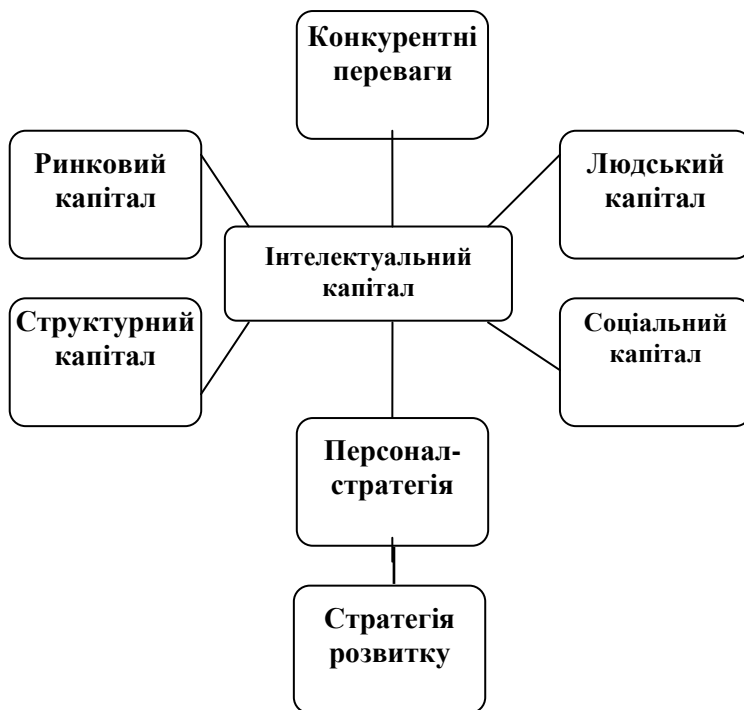 Конкурентні
переваги
Ринковий
капітал
Людський
капітал
Інтелектуальний
капітал
Структурний
капітал
Соціальний
капітал
Персонал-
стратегія
Стратегія
розвитку